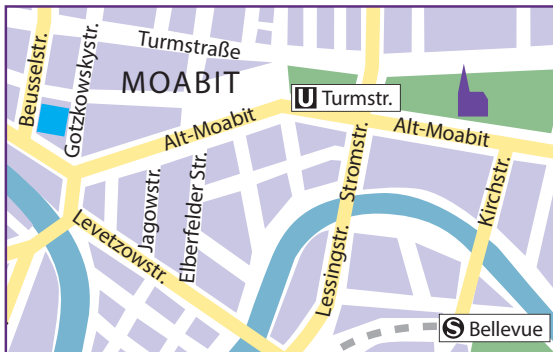 Turmstraße
MOABIT
Beusselstr.
Gotzkowskystr.
U Turmstr.
Alt-Moabit
Alt-Moabit
Stromstr.
Kirchstr.
Jagowstr.
Elberfelder Str.
Levetzowstr.
Lessingstr.
S Bellevue